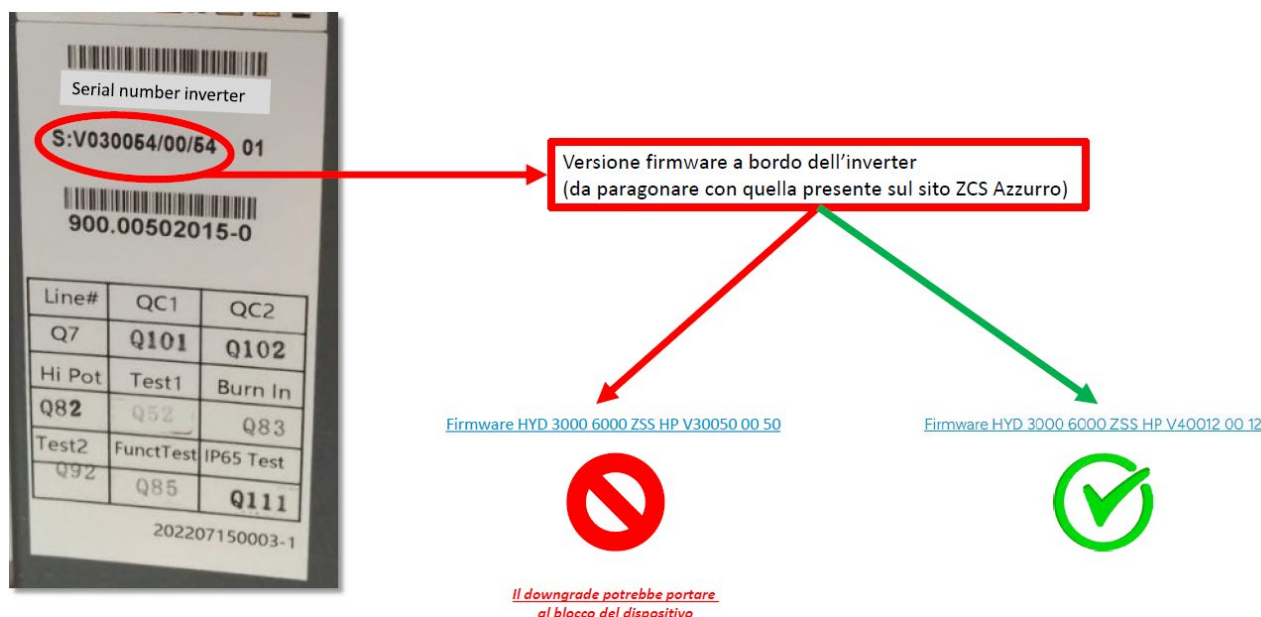 Serial number inverter
S:V030054/00/54 01
900.00502015-0
Line# QC1 QC2
Q7 Q101 Q102
Hi Pot Test1 Burn In
Q82 Q52 Q83
Test2 FunctTest IP65 Test
Q92 Q85 Q111
202207150003-1
Versione firmware a bordo dell'inverter
(da paragonare con quella presente sul sito ZCS Azzurro)
Firmware HYD 3000 6000 ZSS HP V30050 00 50
Firmware HYD 3000 6000 ZSS HP V40012 00 12
Il downgrade potrebbe portare
al blocco del dispositivo